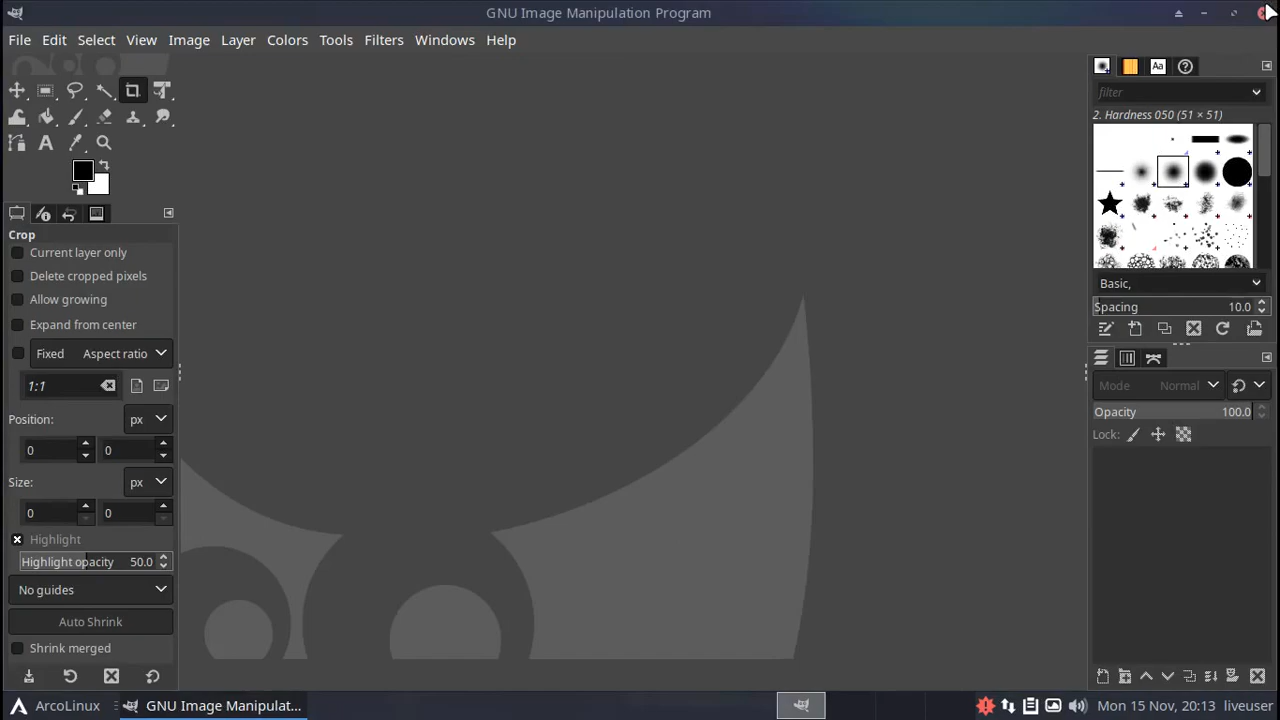 GNU Image Manipulation Program
File Edit Select View Image Layer Colors Tools Filters Windows Help
filter
2. Hardness 050 (51 × 51)
Basic,
Spacing 10.0
Mode Normal
Opacity 100.0
Lock:
Crop
Current layer only
Delete cropped pixels
Allow growing
Expand from center
Fixed Aspect ratio
1:1
Position: px
0 0
Size: px
0 0
Highlight
Highlight opacity 50.0
No guides
Auto Shrink
Shrink merged
ArcoLinux GNU Image Manipulat... Mon 15 Nov, 20:13 liveuser